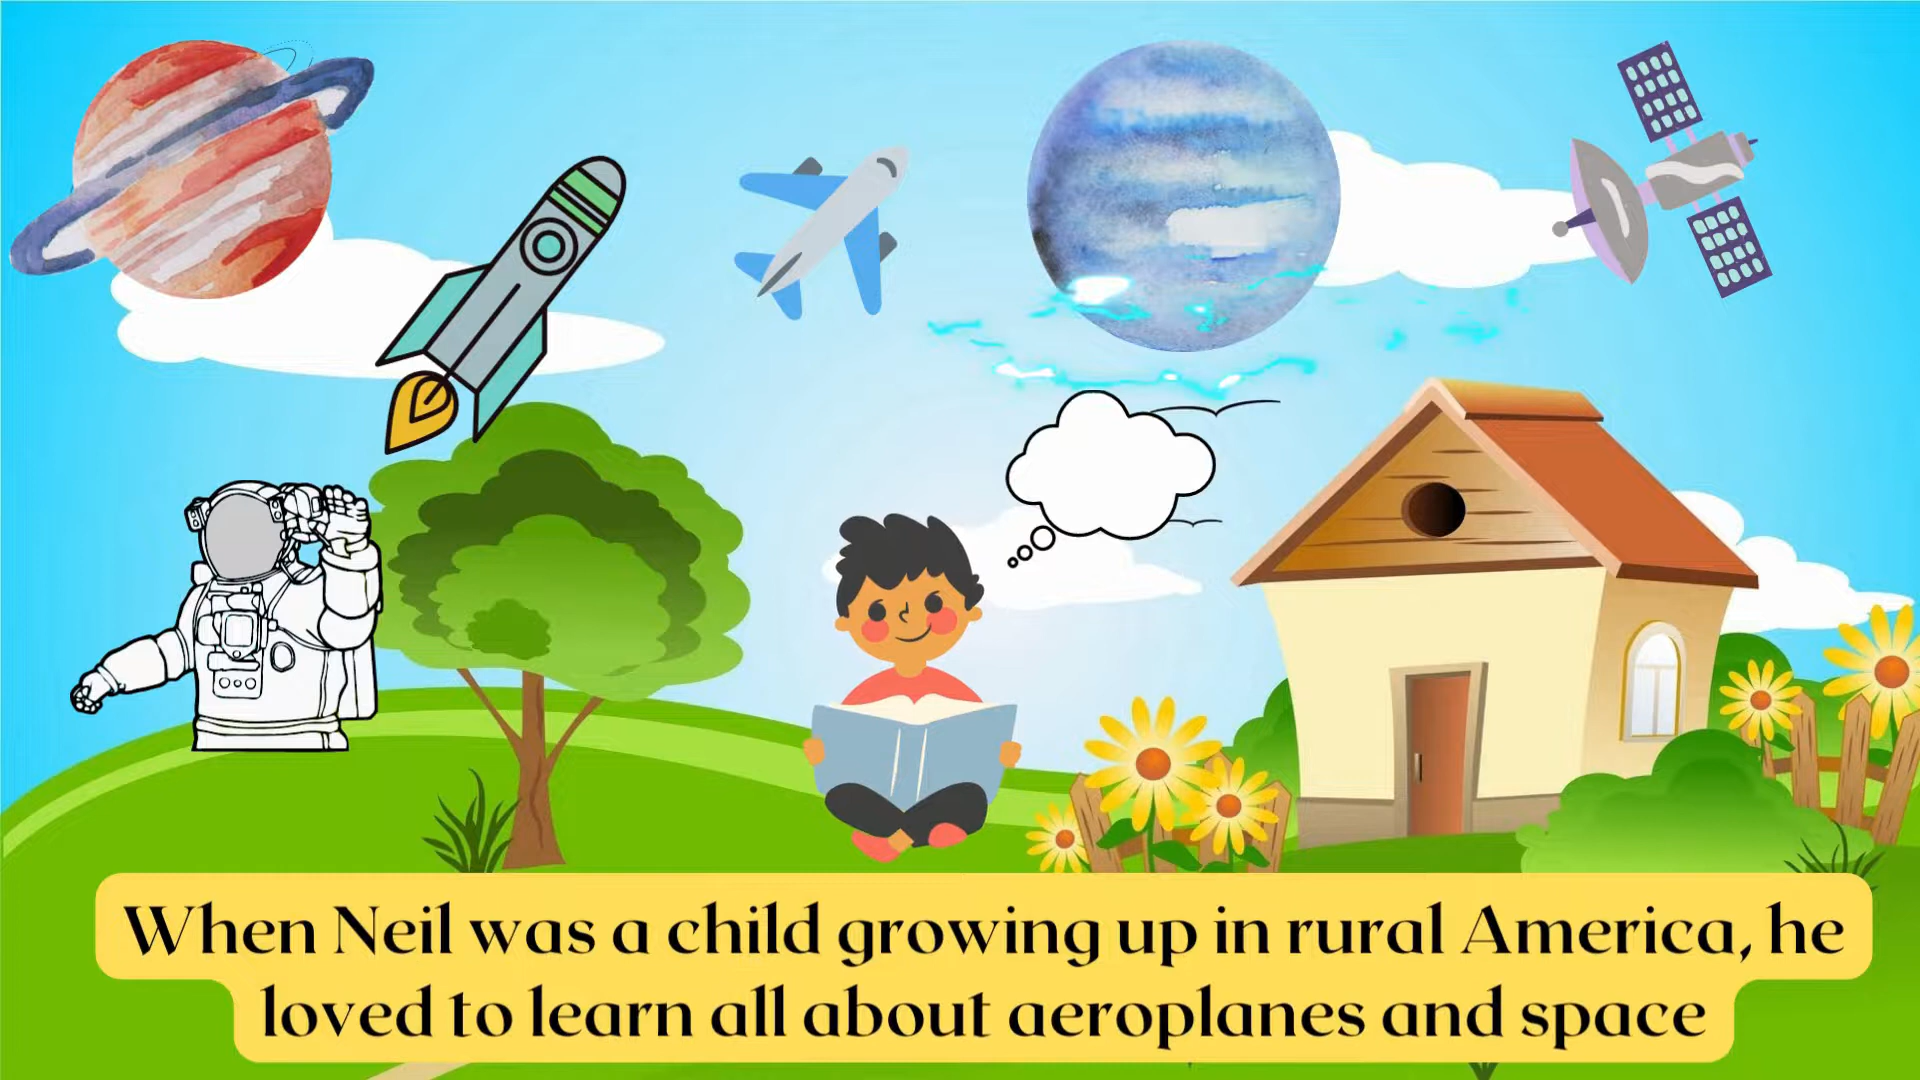 When Neil was a child growing up in rural America, he
loved to learn all about aeroplanes and space